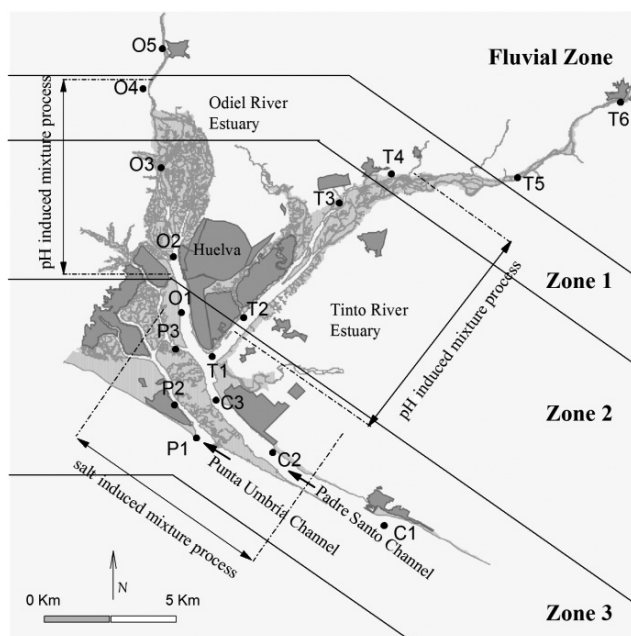 O5
Fluvial Zone
O4
Odiel River
Estuary
T6
pH induced mixture process
O3
T4
T5
T3
O2
Huelva
Zone 1
O1
T2
Tinto River
Estuary
pH induced mixture process
P3
T1
Zone 2
P2
C3
P1
C2
Punta Umbría Channel
Padre Santo Channel
salt induced mixture process
C1
N
0 Km
5 Km
Zone 3